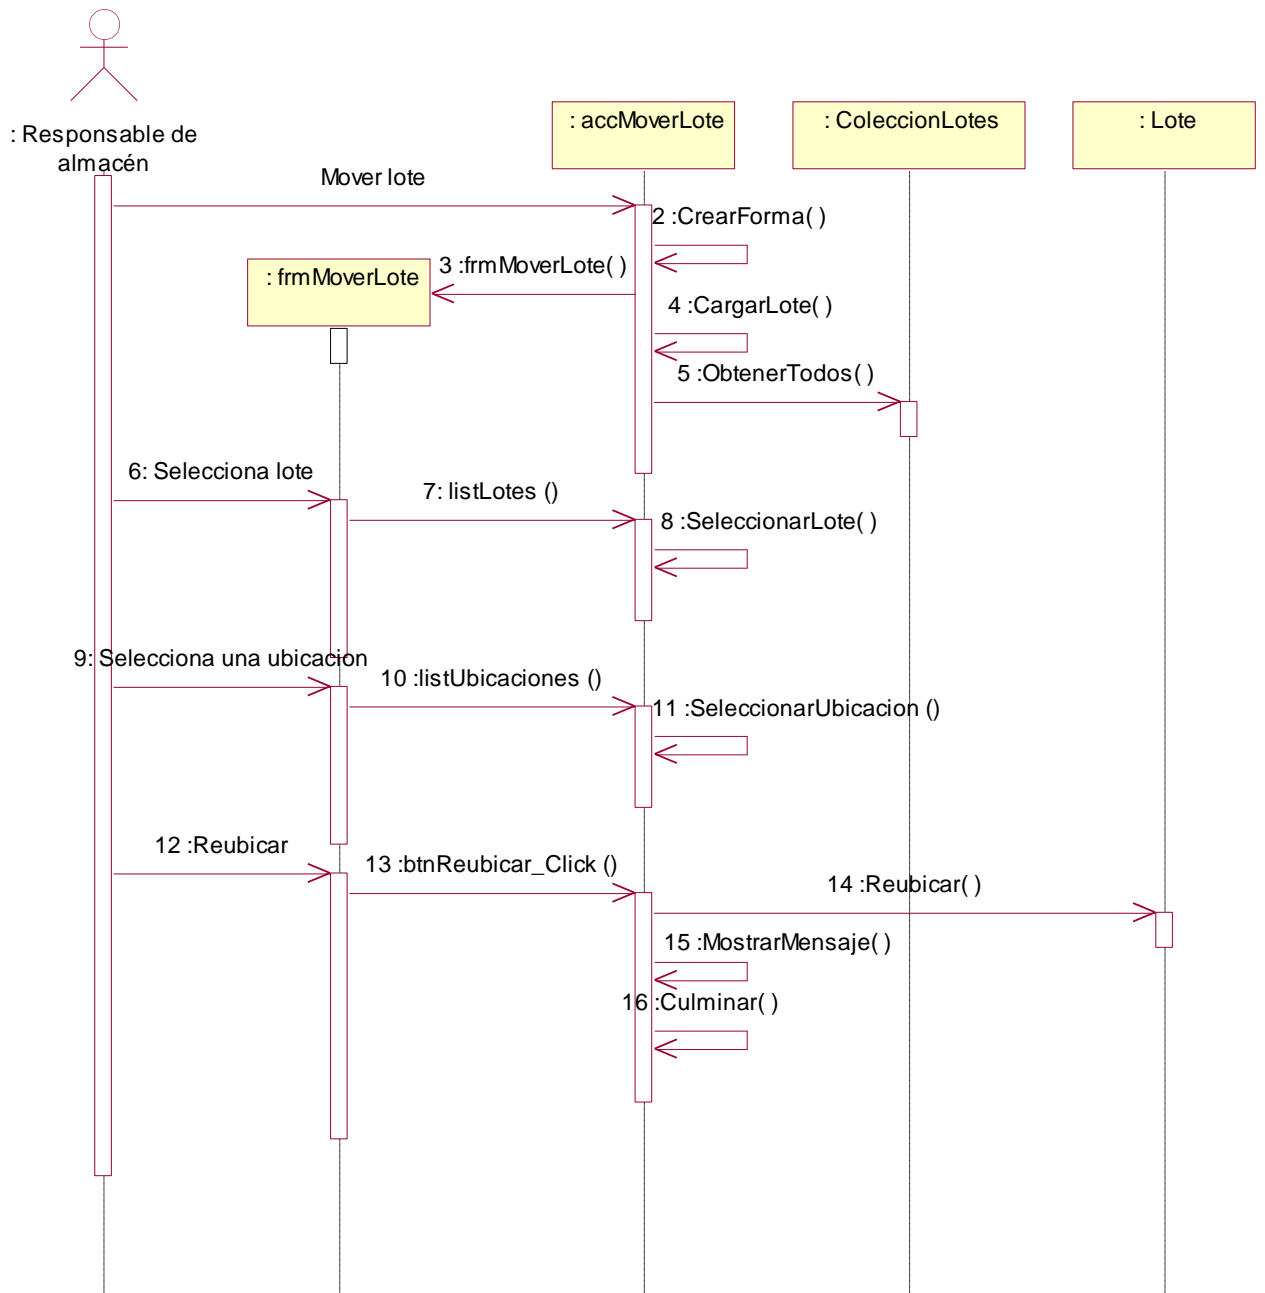 : Responsable de
almacén
: accMoverLote
: ColeccionLotes
: Lote
Mover lote
2 :CrearForma( )
: frmMoverLote
3 :frmMoverLote( )
4 :CargarLote( )
5 :ObtenerTodos( )
6: Selecciona lote
7: listLotes ()
8 :SeleccionarLote( )
9: Selecciona una ubicacion
10 :listUbicaciones ()
11 :SeleccionarUbicacion ()
12 :Reubicar
13 :btnReubicar_Click ()
14 :Reubicar( )
15 :MostrarMensaje( )
16 :Culminar( )